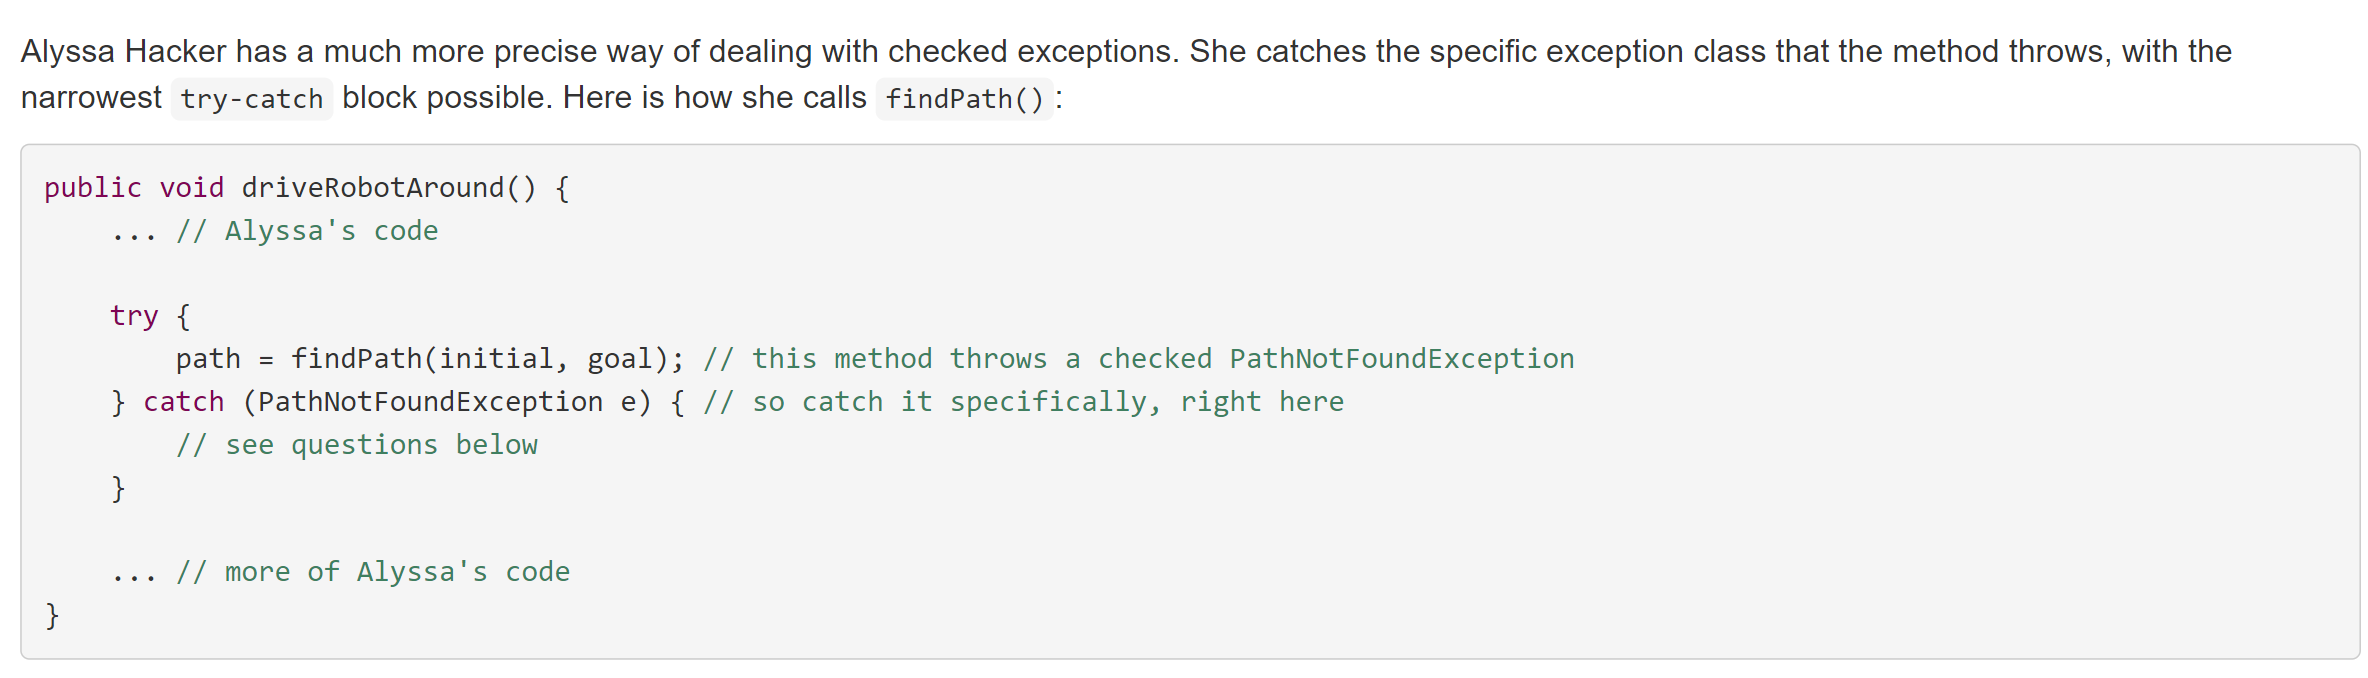 Alyssa Hacker has a much more precise way of dealing with checked exceptions. She catches the specific exception class that the method throws, with the
narrowest try-catch block possible. Here is how she calls findPath():
public void driveRobotAround() {
    ... // Alyssa's code
    try {
        path = findPath(initial, goal); // this method throws a checked PathNotFoundException
    } catch (PathNotFoundException e) { // so catch it specifically, right here
        // see questions below
    }
    ... // more of Alyssa's code
}